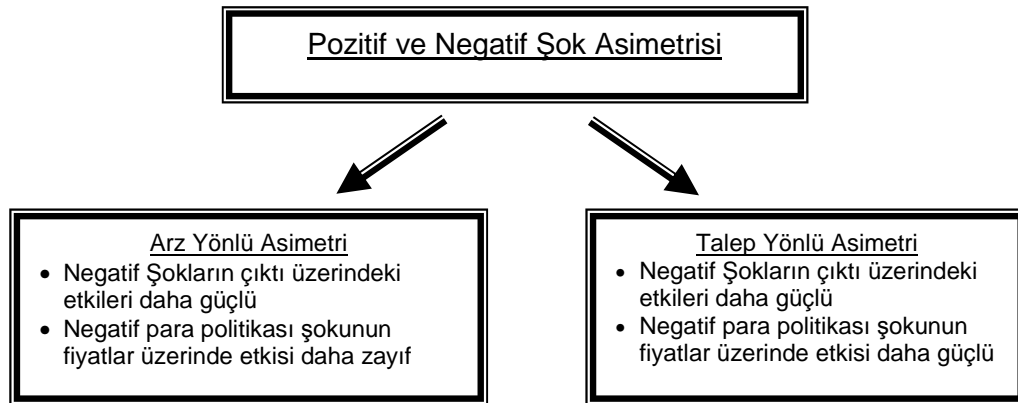 Pozitif ve Negatif Şok Asimetrisi
Arz Yönlü Asimetri
• Negatif Şokların çıktı üzerindeki
etkileri daha güçlü
• Negatif para politikası şokunun
fiyatlar üzerinde etkisi daha zayıf
Talep Yönlü Asimetri
• Negatif Şokların çıktı üzerindeki
etkileri daha güçlü
• Negatif para politikası şokunun
fiyatlar üzerinde etkisi daha güçlü